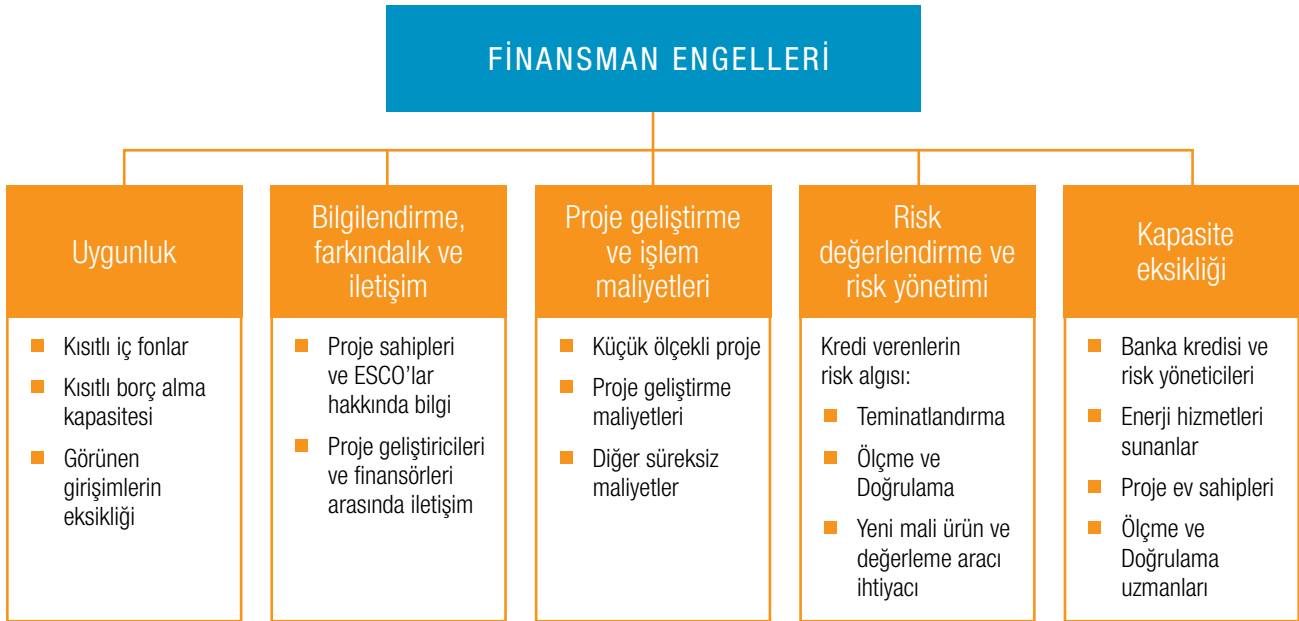 FİNANSMAN ENGELLERİ
Uygunluk
Kısıtlı iç fonlar
Kısıtlı borç alma
kapasitesi
Görünen
girişimlerin
eksikliği
Bilgilendirme,
farkındalık ve
iletişim
Proje sahipleri
ve ESCO’lar
hakkında bilgi
Proje geliştiricileri
ve finansörleri
arasında iletişim
Proje geliştirme
ve işlem
maliyetleri
Küçük ölçekli proje
Proje geliştirme
maliyetleri
Diğer süreksiz
maliyetler
Risk
değerlendirme ve
risk yönetimi
Kredi verenlerin
risk algısı:
Teminatlandırma
Ölçme ve
Doğrulama
Yeni mali ürün ve
değerleme aracı
ihtiyacı
Kapasite
eksikliği
Banka kredisi ve
risk yöneticileri
Enerji hizmetleri
sunanlar
Proje ev sahipleri
Ölçme ve
Doğrulama
uzmanları